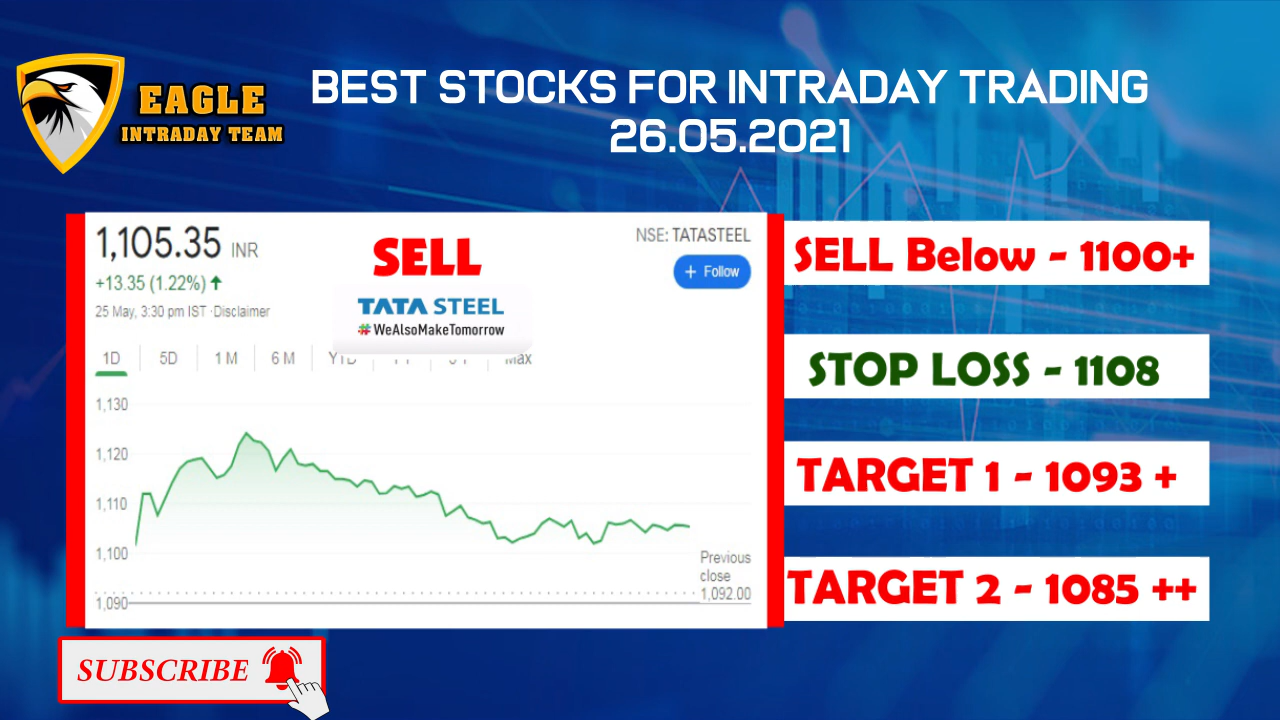 EAGLE
INTRADAY TEAM
BEST STOCKS FOR INTRADAY TRADING
26.05.2021
1,105.35 INR
+13.35 (1.22%) ↑
25 May, 3:30 pm IST ·Disclaimer
SELL
TATA STEEL
#WeAlsoMakeTomorrow
NSE: TATASTEEL
+ Follow
1D 5D 1 M 6 M YTD Max
1,130
1,120
1,110
1,100
1,090
Previous
close
1,092.00
SELL Below - 1100+
STOP LOSS - 1108
TARGET 1 - 1093 +
TARGET 2 - 1085 ++
SUBSCRIBE